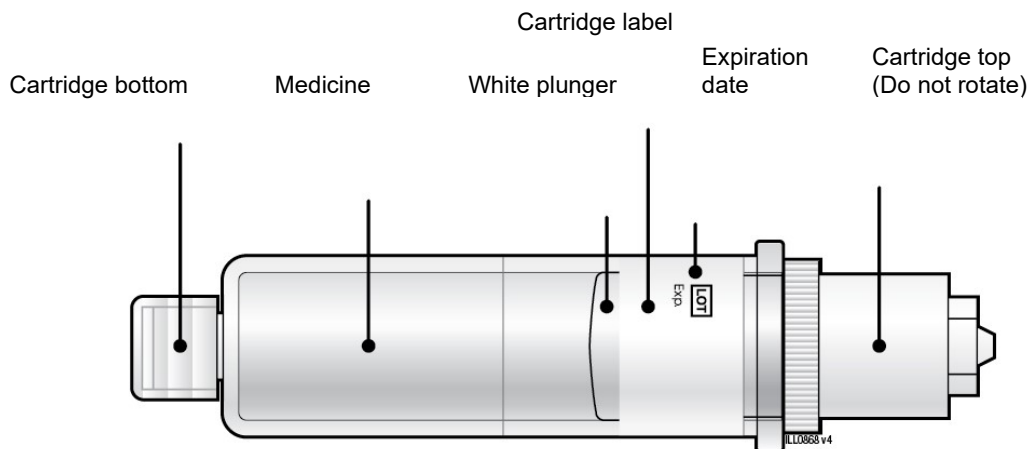 Cartridge label
Cartridge bottom
Medicine
White plunger
Expiration
date
Cartridge top
(Do not rotate)
LOT
Exp.
ILL0868 v4